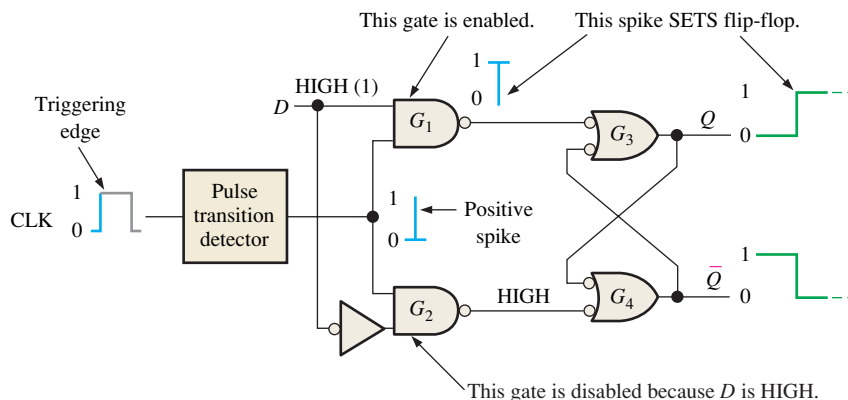 This gate is enabled.
This spike SETS flip-flop.
HIGH (1)
1
0
D
G1
G3
Q
1
0
Triggering
edge
1
0
CLK
Pulse
transition
detector
1
0
Positive
spike
G2
HIGH
G4
Q̅
1
0
This gate is disabled because D is HIGH.